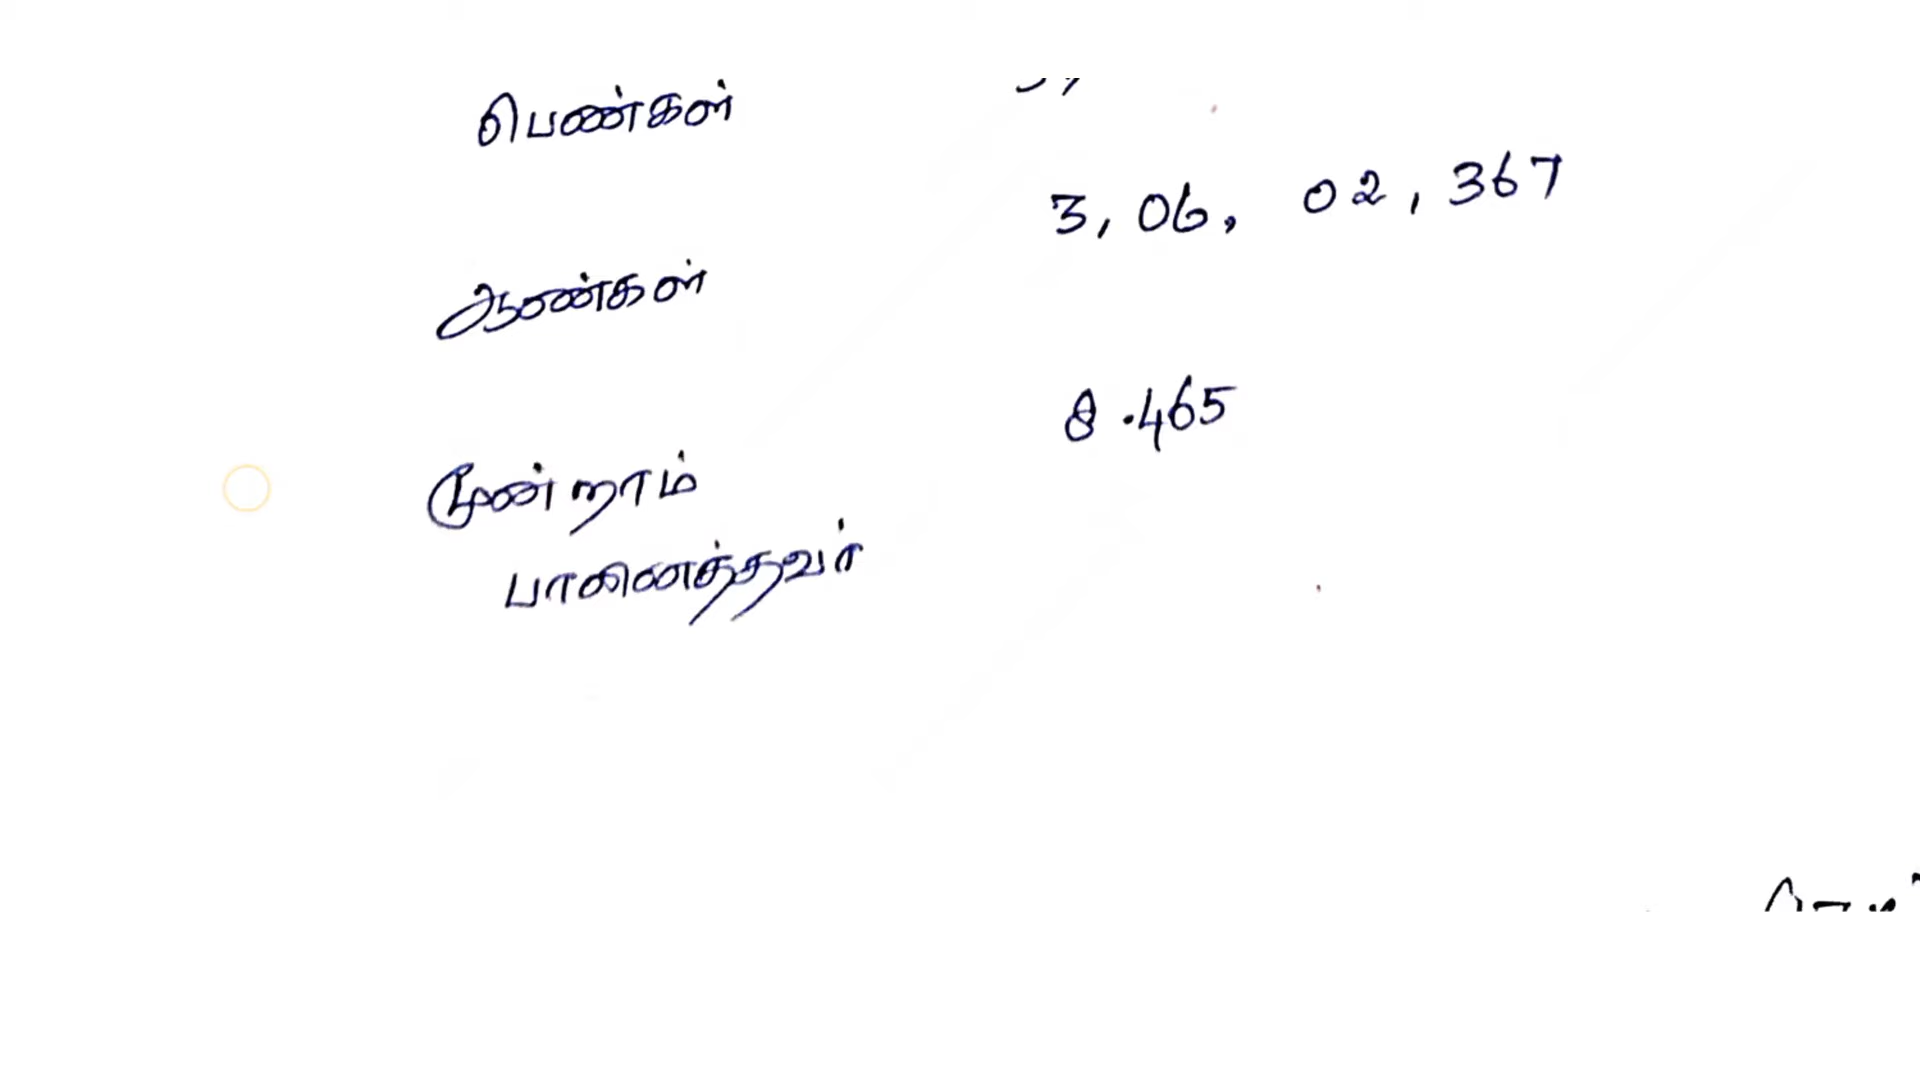 பெண்கள்
3, 06, 02, 367
ஆண்கள்
8.465
மூன்றாம்
பாலினத்தவர்